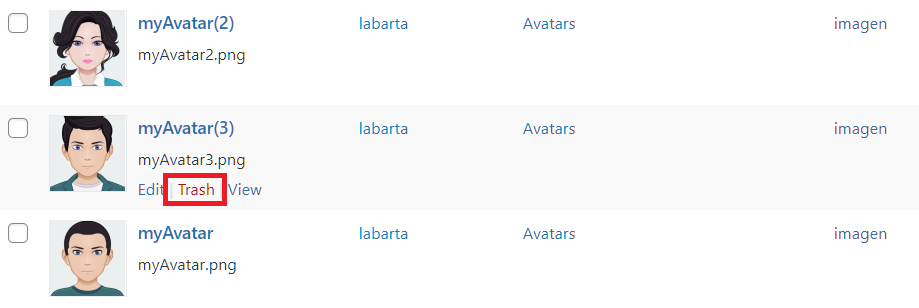 myAvatar(2) labarta Avatars imagen
myAvatar2.png
myAvatar(3) labarta Avatars imagen
myAvatar3.png
Edit | Trash | View
myAvatar labarta Avatars imagen
myAvatar.png